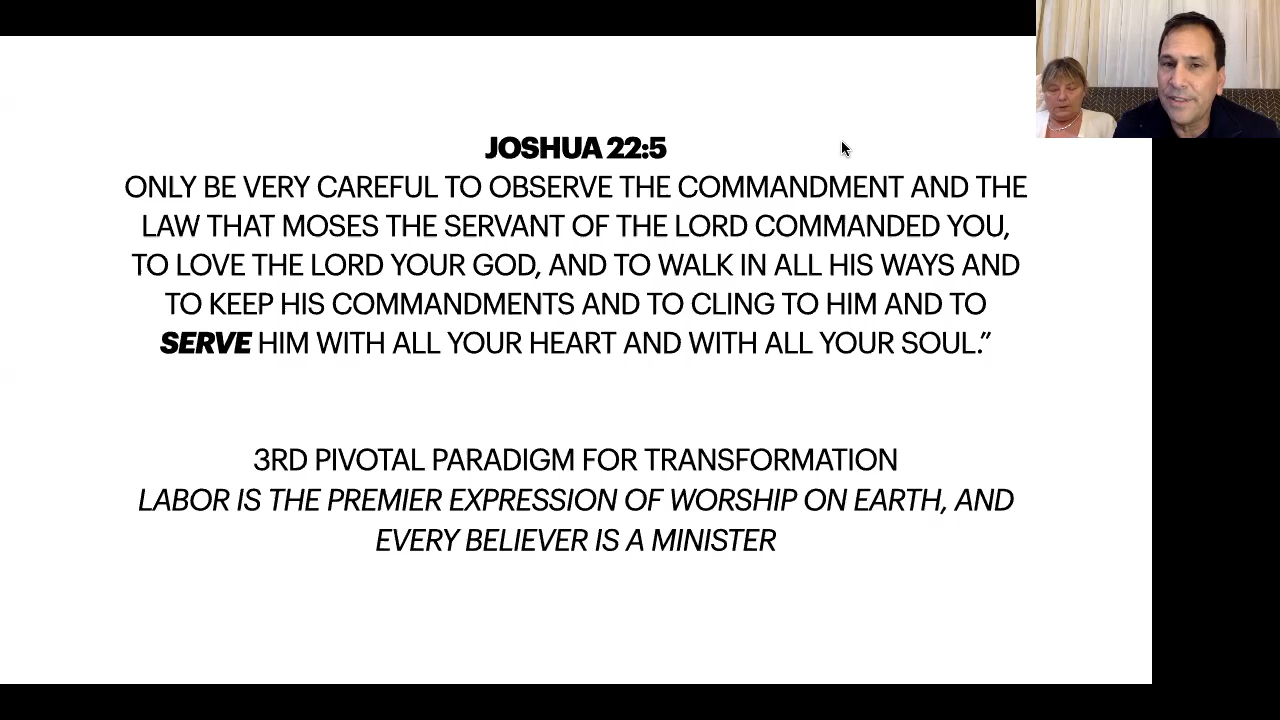 JOSHUA 22:5
ONLY BE VERY CAREFUL TO OBSERVE THE COMMANDMENT AND THE
LAW THAT MOSES THE SERVANT OF THE LORD COMMANDED YOU,
TO LOVE THE LORD YOUR GOD, AND TO WALK IN ALL HIS WAYS AND
TO KEEP HIS COMMANDMENTS AND TO CLING TO HIM AND TO
SERVE HIM WITH ALL YOUR HEART AND WITH ALL YOUR SOUL.”
3RD PIVOTAL PARADIGM FOR TRANSFORMATION
LABOR IS THE PREMIER EXPRESSION OF WORSHIP ON EARTH, AND
EVERY BELIEVER IS A MINISTER